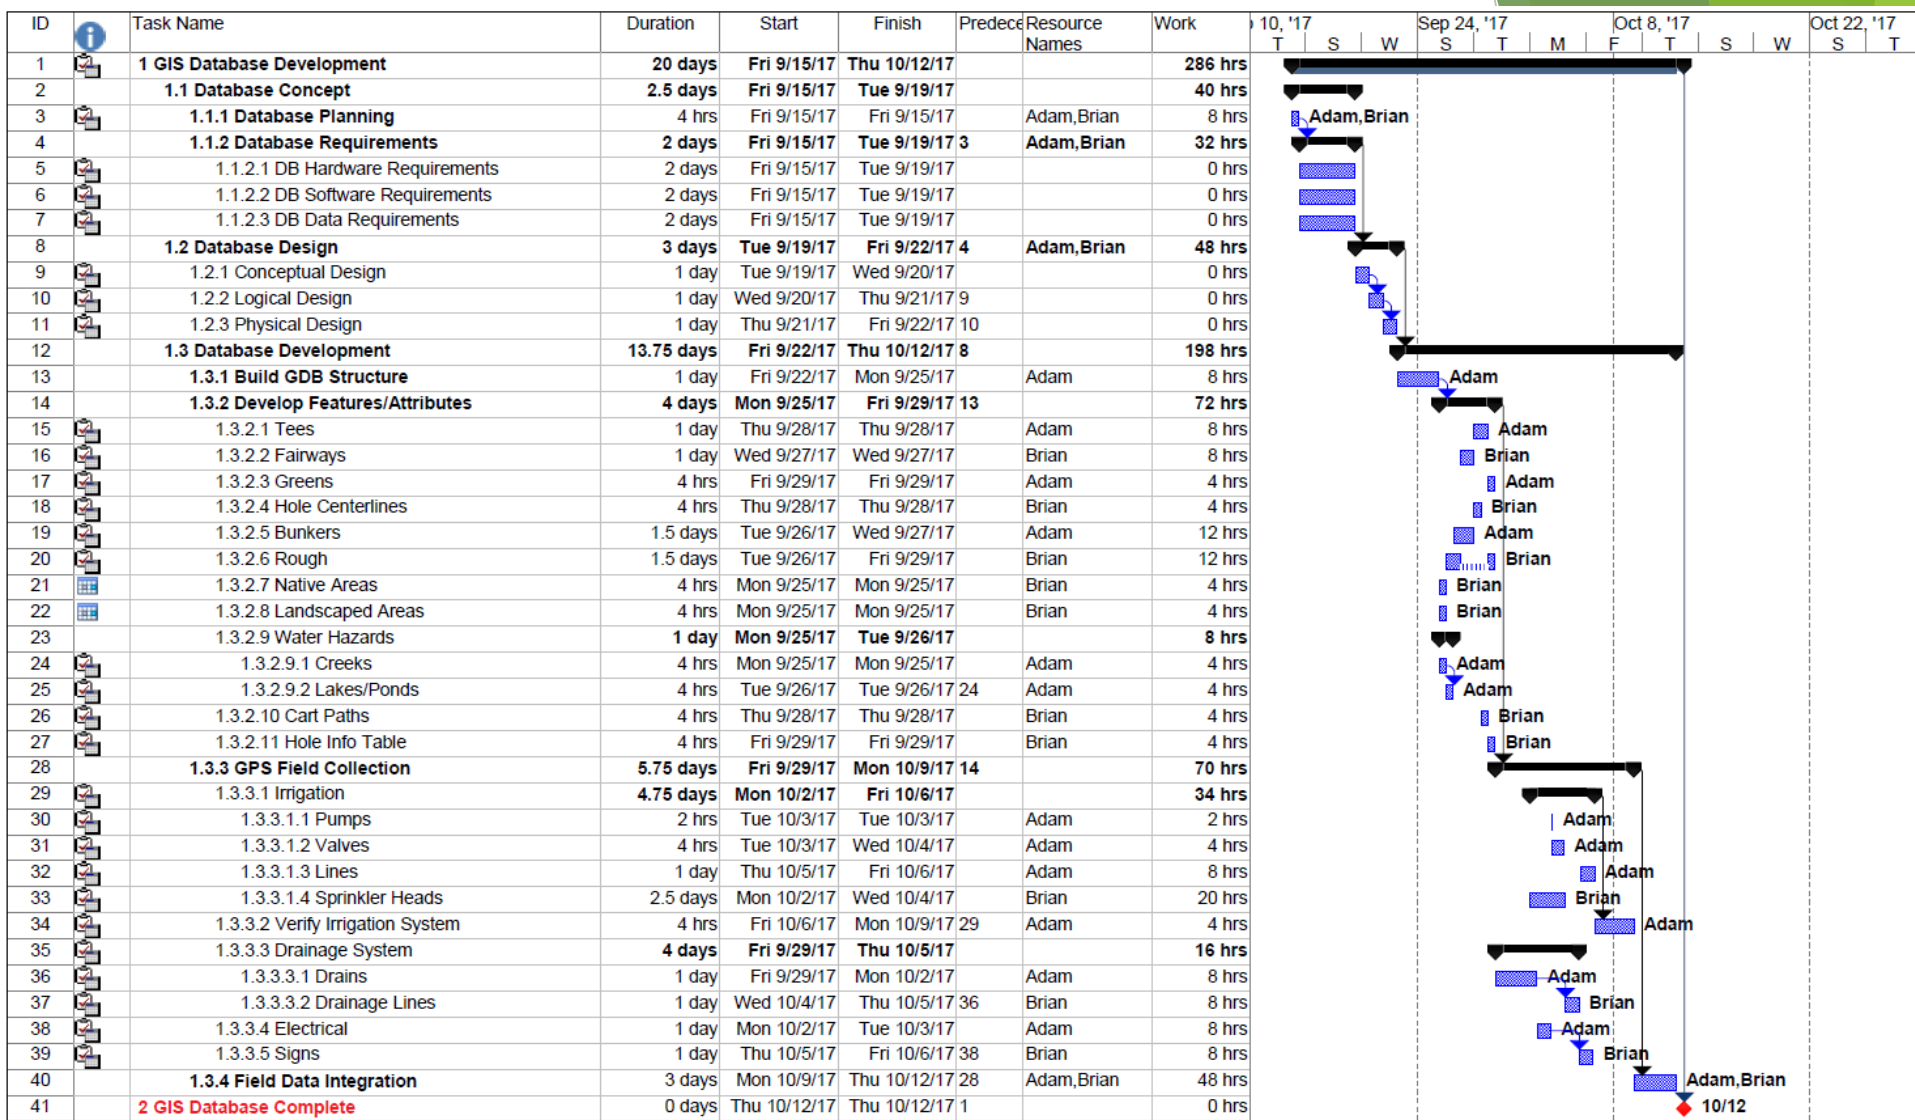 ID Task Name Duration Start Finish Predece Resource Names Work 10, '17 Sep 24, '17 Oct 8, '17 Oct 22, '17
T S W S T M F T S W S T
1 1 GIS Database Development 20 days Fri 9/15/17 Thu 10/12/17 286 hrs
2 1.1 Database Concept 2.5 days Fri 9/15/17 Tue 9/19/17 40 hrs
3 1.1.1 Database Planning 4 hrs Fri 9/15/17 Fri 9/15/17 Adam,Brian 8 hrs Adam,Brian
4 1.1.2 Database Requirements 2 days Fri 9/15/17 Tue 9/19/17 3 Adam,Brian 32 hrs
5 1.1.2.1 DB Hardware Requirements 2 days Fri 9/15/17 Tue 9/19/17 0 hrs
6 1.1.2.2 DB Software Requirements 2 days Fri 9/15/17 Tue 9/19/17 0 hrs
7 1.1.2.3 DB Data Requirements 2 days Fri 9/15/17 Tue 9/19/17 0 hrs
8 1.2 Database Design 3 days Tue 9/19/17 Fri 9/22/17 4 Adam,Brian 48 hrs
9 1.2.1 Conceptual Design 1 day Tue 9/19/17 Wed 9/20/17 0 hrs
10 1.2.2 Logical Design 1 day Wed 9/20/17 Thu 9/21/17 9 0 hrs
11 1.2.3 Physical Design 1 day Thu 9/21/17 Fri 9/22/17 10 0 hrs
12 1.3 Database Development 13.75 days Fri 9/22/17 Thu 10/12/17 8 198 hrs
13 1.3.1 Build GDB Structure 1 day Fri 9/22/17 Mon 9/25/17 Adam 8 hrs Adam
14 1.3.2 Develop Features/Attributes 4 days Mon 9/25/17 Fri 9/29/17 13 72 hrs
15 1.3.2.1 Tees 1 day Thu 9/28/17 Thu 9/28/17 Adam 8 hrs Adam
16 1.3.2.2 Fairways 1 day Wed 9/27/17 Wed 9/27/17 Brian 8 hrs Brian
17 1.3.2.3 Greens 4 hrs Fri 9/29/17 Fri 9/29/17 Adam 4 hrs Adam
18 1.3.2.4 Hole Centerlines 4 hrs Thu 9/28/17 Thu 9/28/17 Brian 4 hrs Brian
19 1.3.2.5 Bunkers 1.5 days Tue 9/26/17 Wed 9/27/17 Adam 12 hrs Adam
20 1.3.2.6 Rough 1.5 days Tue 9/26/17 Fri 9/29/17 Brian 12 hrs Brian
21 1.3.2.7 Native Areas 4 hrs Mon 9/25/17 Mon 9/25/17 Brian 4 hrs Brian
22 1.3.2.8 Landscaped Areas 4 hrs Mon 9/25/17 Mon 9/25/17 Brian 4 hrs Brian
23 1.3.2.9 Water Hazards 1 day Mon 9/25/17 Tue 9/26/17 8 hrs
24 1.3.2.9.1 Creeks 4 hrs Mon 9/25/17 Mon 9/25/17 Adam 4 hrs Adam
25 1.3.2.9.2 Lakes/Ponds 4 hrs Tue 9/26/17 Tue 9/26/17 24 Adam 4 hrs Adam
26 1.3.2.10 Cart Paths 4 hrs Thu 9/28/17 Thu 9/28/17 Brian 4 hrs Brian
27 1.3.2.11 Hole Info Table 4 hrs Fri 9/29/17 Fri 9/29/17 Brian 4 hrs Brian
28 1.3.3 GPS Field Collection 5.75 days Fri 9/29/17 Mon 10/9/17 14 70 hrs
29 1.3.3.1 Irrigation 4.75 days Mon 10/2/17 Fri 10/6/17 34 hrs
30 1.3.3.1.1 Pumps 2 hrs Tue 10/3/17 Tue 10/3/17 Adam 2 hrs Adam
31 1.3.3.1.2 Valves 4 hrs Tue 10/3/17 Wed 10/4/17 Adam 4 hrs Adam
32 1.3.3.1.3 Lines 1 day Thu 10/5/17 Fri 10/6/17 Adam 8 hrs Adam
33 1.3.3.1.4 Sprinkler Heads 2.5 days Mon 10/2/17 Wed 10/4/17 Brian 20 hrs Brian
34 1.3.3.2 Verify Irrigation System 4 hrs Fri 10/6/17 Mon 10/9/17 29 Adam 4 hrs Adam
35 1.3.3.3 Drainage System 4 days Fri 9/29/17 Thu 10/5/17 16 hrs
36 1.3.3.3.1 Drains 1 day Fri 9/29/17 Mon 10/2/17 Adam 8 hrs Adam
37 1.3.3.3.2 Drainage Lines 1 day Wed 10/4/17 Thu 10/5/17 36 Brian 8 hrs Brian
38 1.3.3.4 Electrical 1 day Mon 10/2/17 Tue 10/3/17 Adam 8 hrs Adam
39 1.3.3.5 Signs 1 day Thu 10/5/17 Fri 10/6/17 38 Brian 8 hrs Brian
40 1.3.4 Field Data Integration 3 days Mon 10/9/17 Thu 10/12/17 28 Adam,Brian 48 hrs Adam,Brian
41 2 GIS Database Complete 0 days Thu 10/12/17 Thu 10/12/17 1 0 hrs 10/12